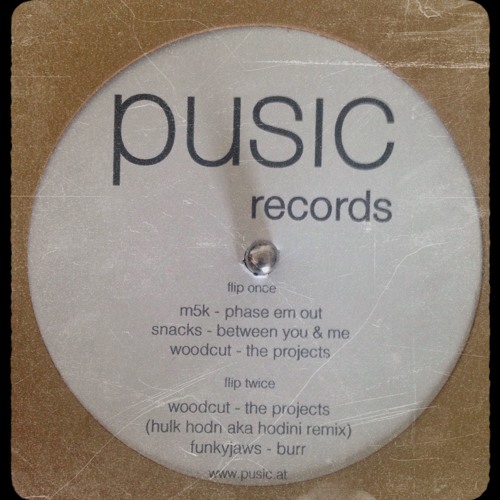 pusic
records
flip once
m5k - phase em out
snacks - between you & me
woodcut - the projects
flip twice
woodcut - the projects
(hulk hodn aka hodini remix)
funkyjaws - burr
www.pusic.at